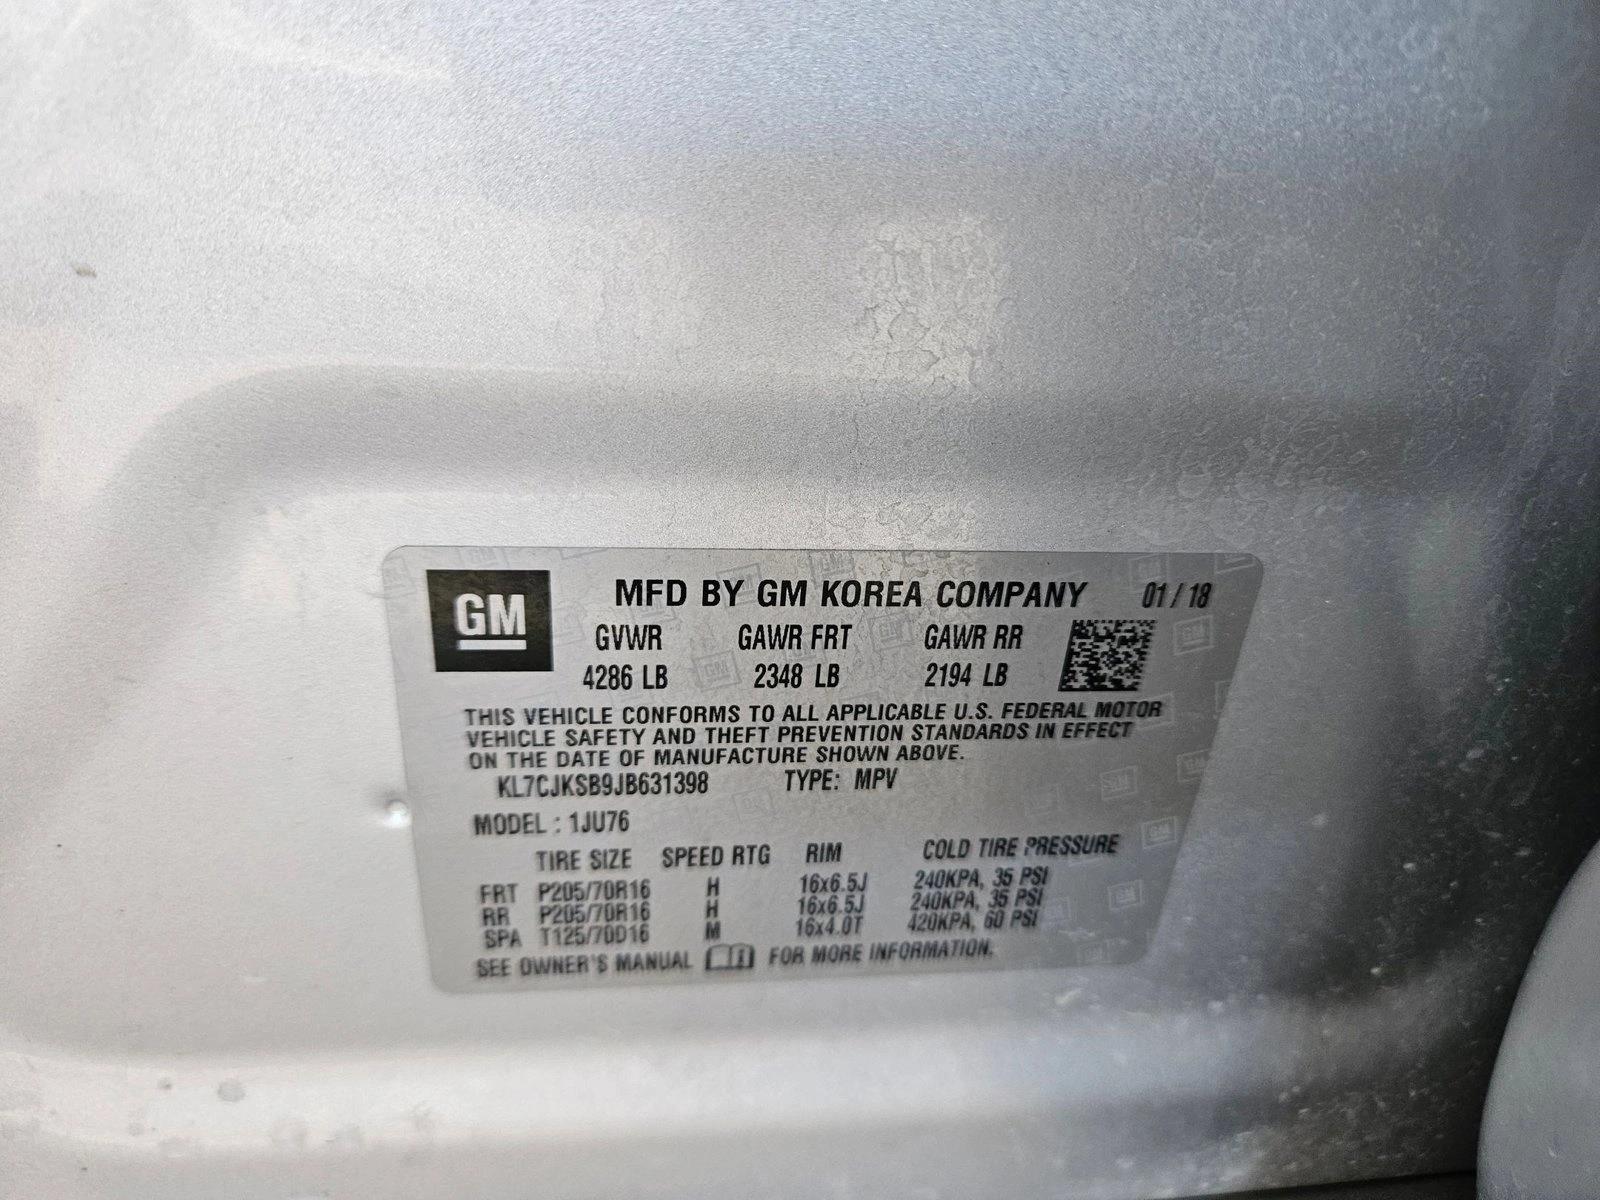 GM
MFD BY GM KOREA COMPANY 01 / 18
GVWR GAWR FRT GAWR RR
4286 LB 2348 LB 2194 LB
THIS VEHICLE CONFORMS TO ALL APPLICABLE U.S. FEDERAL MOTOR
VEHICLE SAFETY AND THEFT PREVENTION STANDARDS IN EFFECT
ON THE DATE OF MANUFACTURE SHOWN ABOVE.
KL7CJKSB9JB631398 TYPE: MPV
MODEL : 1JU76
TIRE SIZE SPEED RTG RIM COLD TIRE PRESSURE
FRT P205/70R16 H 16x6.5J 240KPA, 35 PSI
RR P205/70R16 H 16x6.5J 240KPA, 35 PSI
SPA T125/70D16 M 16x4.0T 420KPA, 60 PSI
SEE OWNER'S MANUAL FOR MORE INFORMATION.